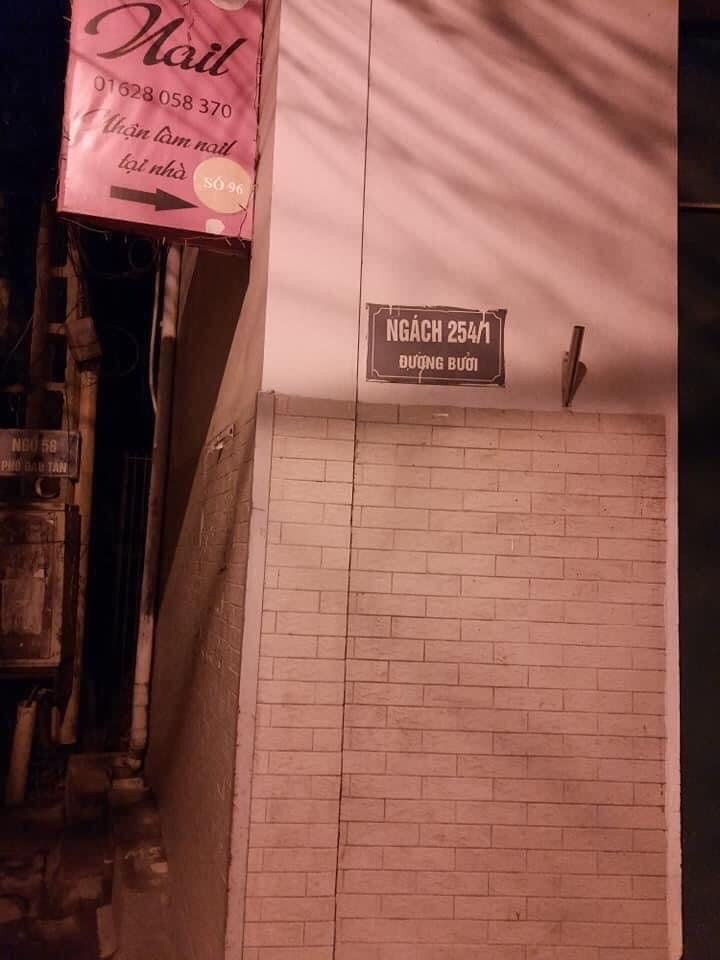 Nail
01628 058 370
Nhận làm nail
tại nhà
SỐ 96
NGÁCH 254/1
ĐƯỜNG BƯỞI
NGÕ 58
PHỐ ĐÀO TẤN